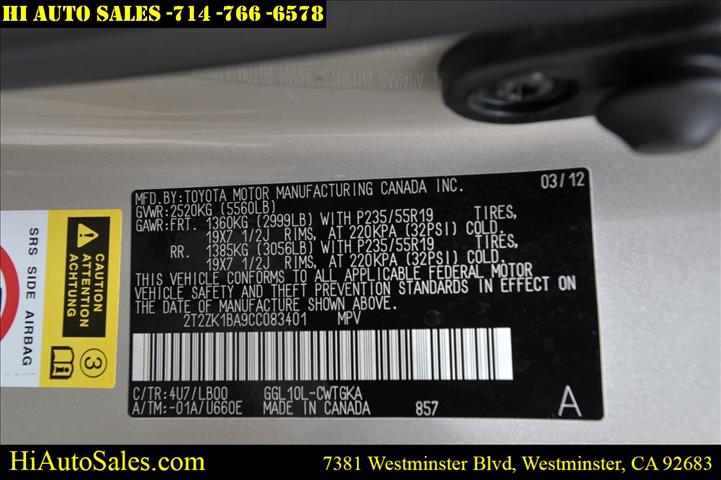 HI AUTO SALES -714 -766 -6578
MFD.BY:TOYOTA MOTOR MANUFACTURING CANADA INC. 03/12
GVWR:2520KG (5560LB)
GAWR:FRT. 1360KG (2999LB) WITH P235/55R19 TIRES,
19X7 1/2J RIMS, AT 220KPA (32PSI) COLD.
RR. 1385KG (3056LB) WITH P235/55R19 TIRES,
19X7 1/2J RIMS, AT 220KPA (32PSI) COLD.
THIS VEHICLE CONFORMS TO ALL APPLICABLE FEDERAL MOTOR
VEHICLE SAFETY AND THEFT PREVENTION STANDARDS IN EFFECT ON
THE DATE OF MANUFACTURE SHOWN ABOVE.
2T2ZK1BA9CC083401 MPV
C/TR:4U7/LB00 GGL10L-CWTGKA
A/TM:-01A/U660E MADE IN CANADA 857 A
SRS SIDE AIRBAG
CAUTION
ATTENTION
ACHTUNG
3
HiAutoSales.com 7381 Westminster Blvd, Westminster, CA 92683